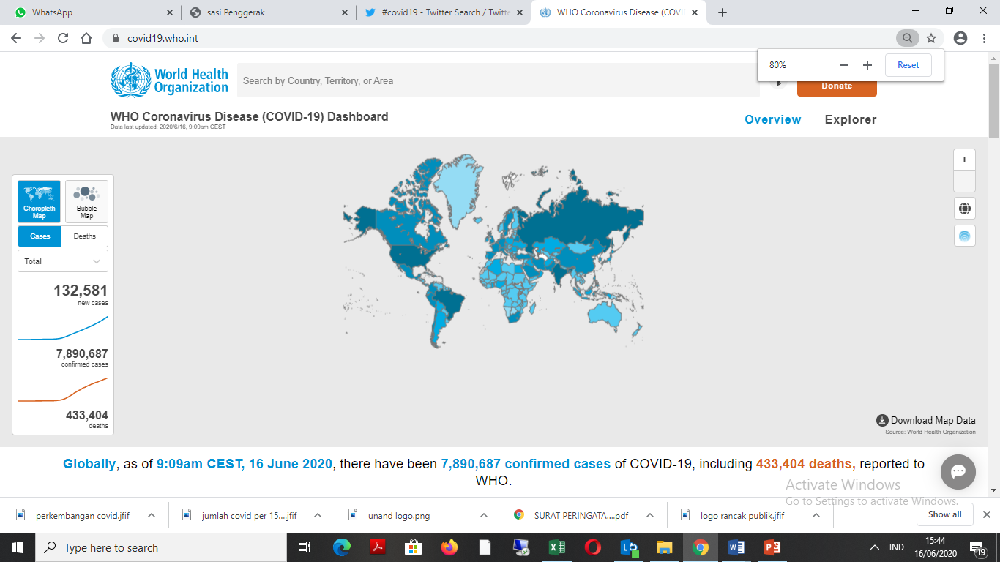 WhatsApp
sasi Penggerak
#covid19 - Twitter Search / Twitte
WHO Coronavirus Disease (COVI
covid19.who.int
80%
Reset
World Health
Organization
Search by Country, Territory, or Area
i
Donate
WHO Coronavirus Disease (COVID-19) Dashboard
Data last updated: 2020/6/16, 9:09am CEST
Overview
Explorer
Choropleth
Map
Bubble
Map
Cases
Deaths
Total
132,581
new cases
7,890,687
confirmed cases
433,404
deaths
+
−
Download Map Data
Source: World Health Organization
Globally, as of 9:09am CEST, 16 June 2020, there have been 7,890,687 confirmed cases of COVID-19, including 433,404 deaths, reported to
WHO.
Activate Windows
Go to Settings to activate Windows.
perkembangan covid.jfif
jumlah covid per 15....jfif
unand logo.png
SURAT PERINGATA....pdf
logo rancak publik.jfif
Show all
Type here to search
IND
15:44
16/06/2020
19